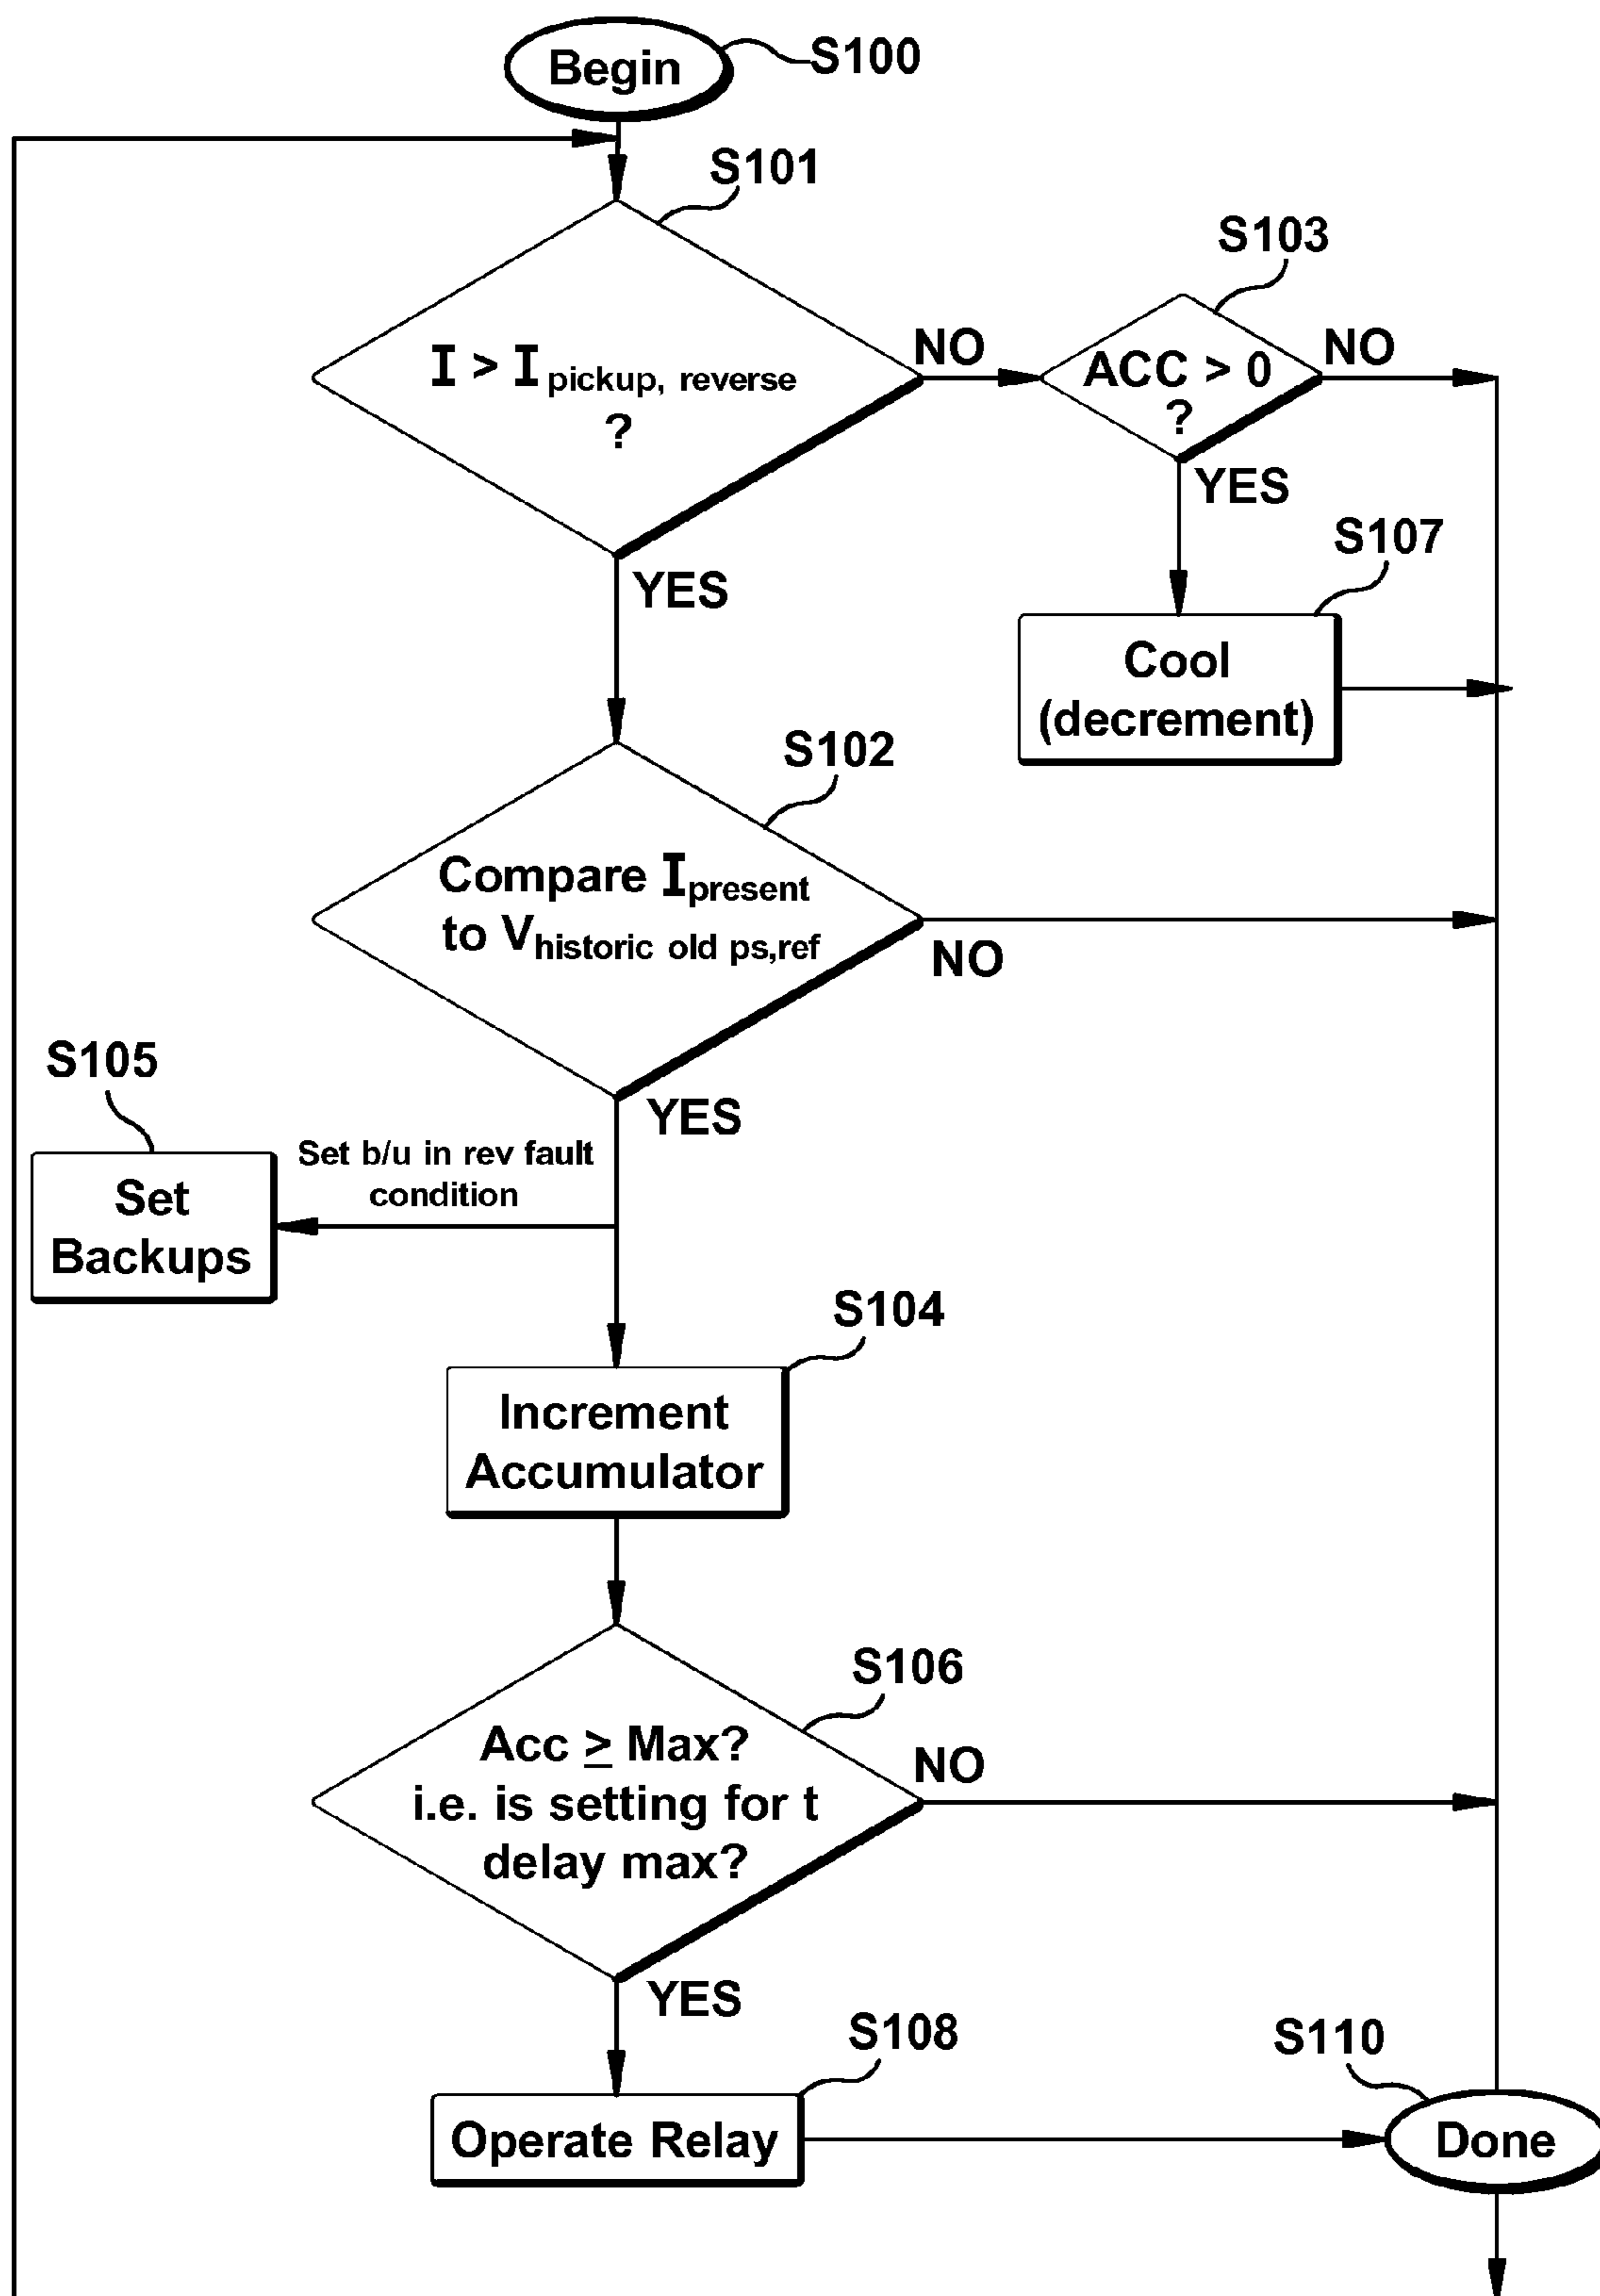 Begin
S100
S101
I > I pickup, reverse
?
NO
YES
S103
ACC > 0
?
NO
YES
S107
Cool
(decrement)
S102
Compare I present
to V historic old ps,ref
NO
YES
S105
Set
Backups
Set b/u in rev fault
condition
S104
Increment
Accumulator
S106
Acc ≥ Max?
i.e. is setting for t
delay max?
NO
YES
S108
Operate Relay
S110
Done